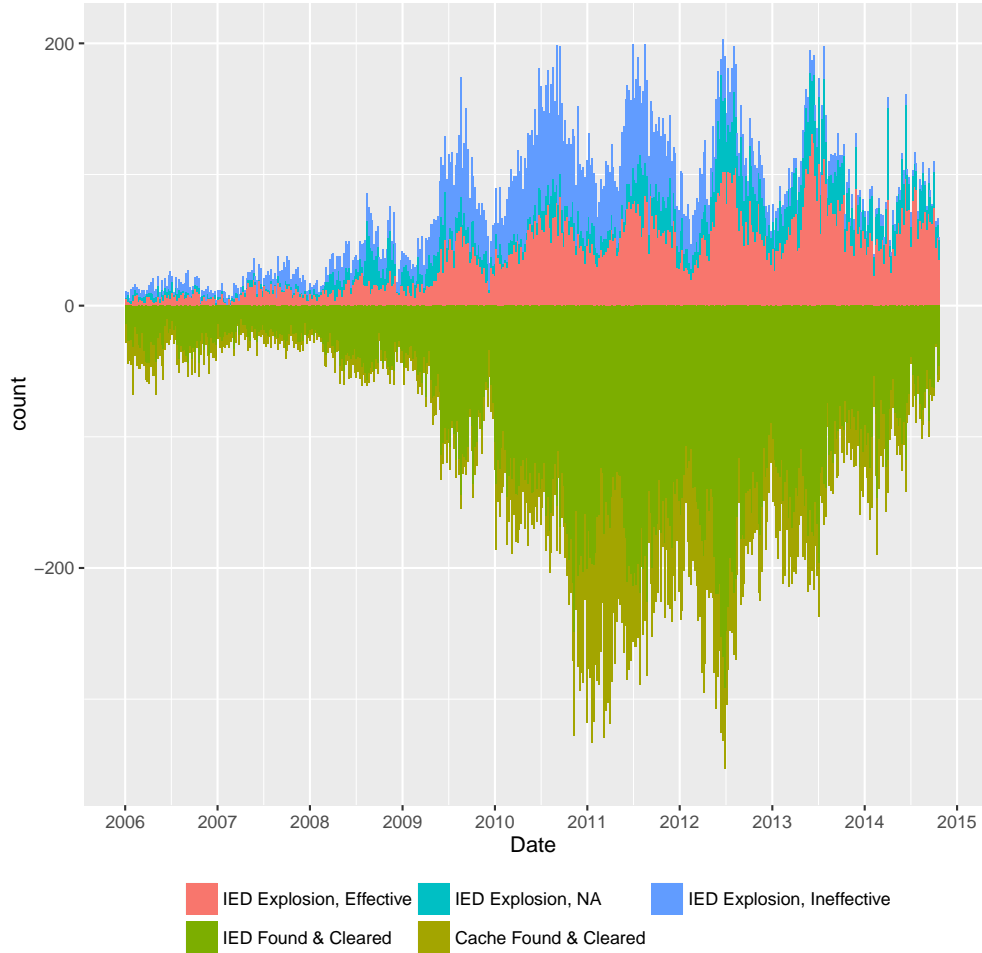 200
0
−200
count
2006 2007 2008 2009 2010 2011 2012 2013 2014 2015
Date
IED Explosion, Effective IED Explosion, NA IED Explosion, Ineffective
IED Found & Cleared Cache Found & Cleared